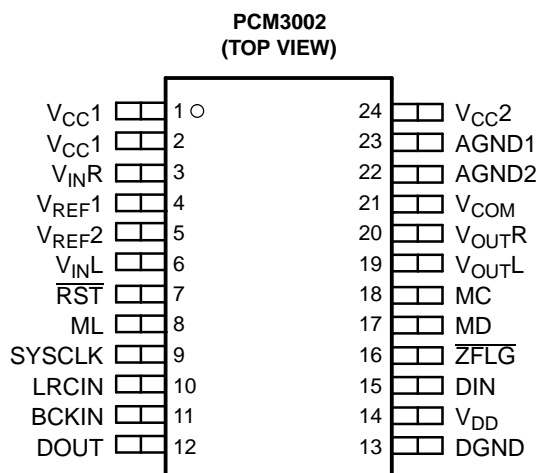 PCM3002
(TOP VIEW)
VCC1 1 24 VCC2
VCC1 2 23 AGND1
VINR 3 22 AGND2
VREF1 4 21 VCOM
VREF2 5 20 VOUTR
VINL 6 19 VOUTL
RST 7 18 MC
ML 8 17 MD
SYSCLK 9 16 ZFLG
LRCIN 10 15 DIN
BCKIN 11 14 VDD
DOUT 12 13 DGND